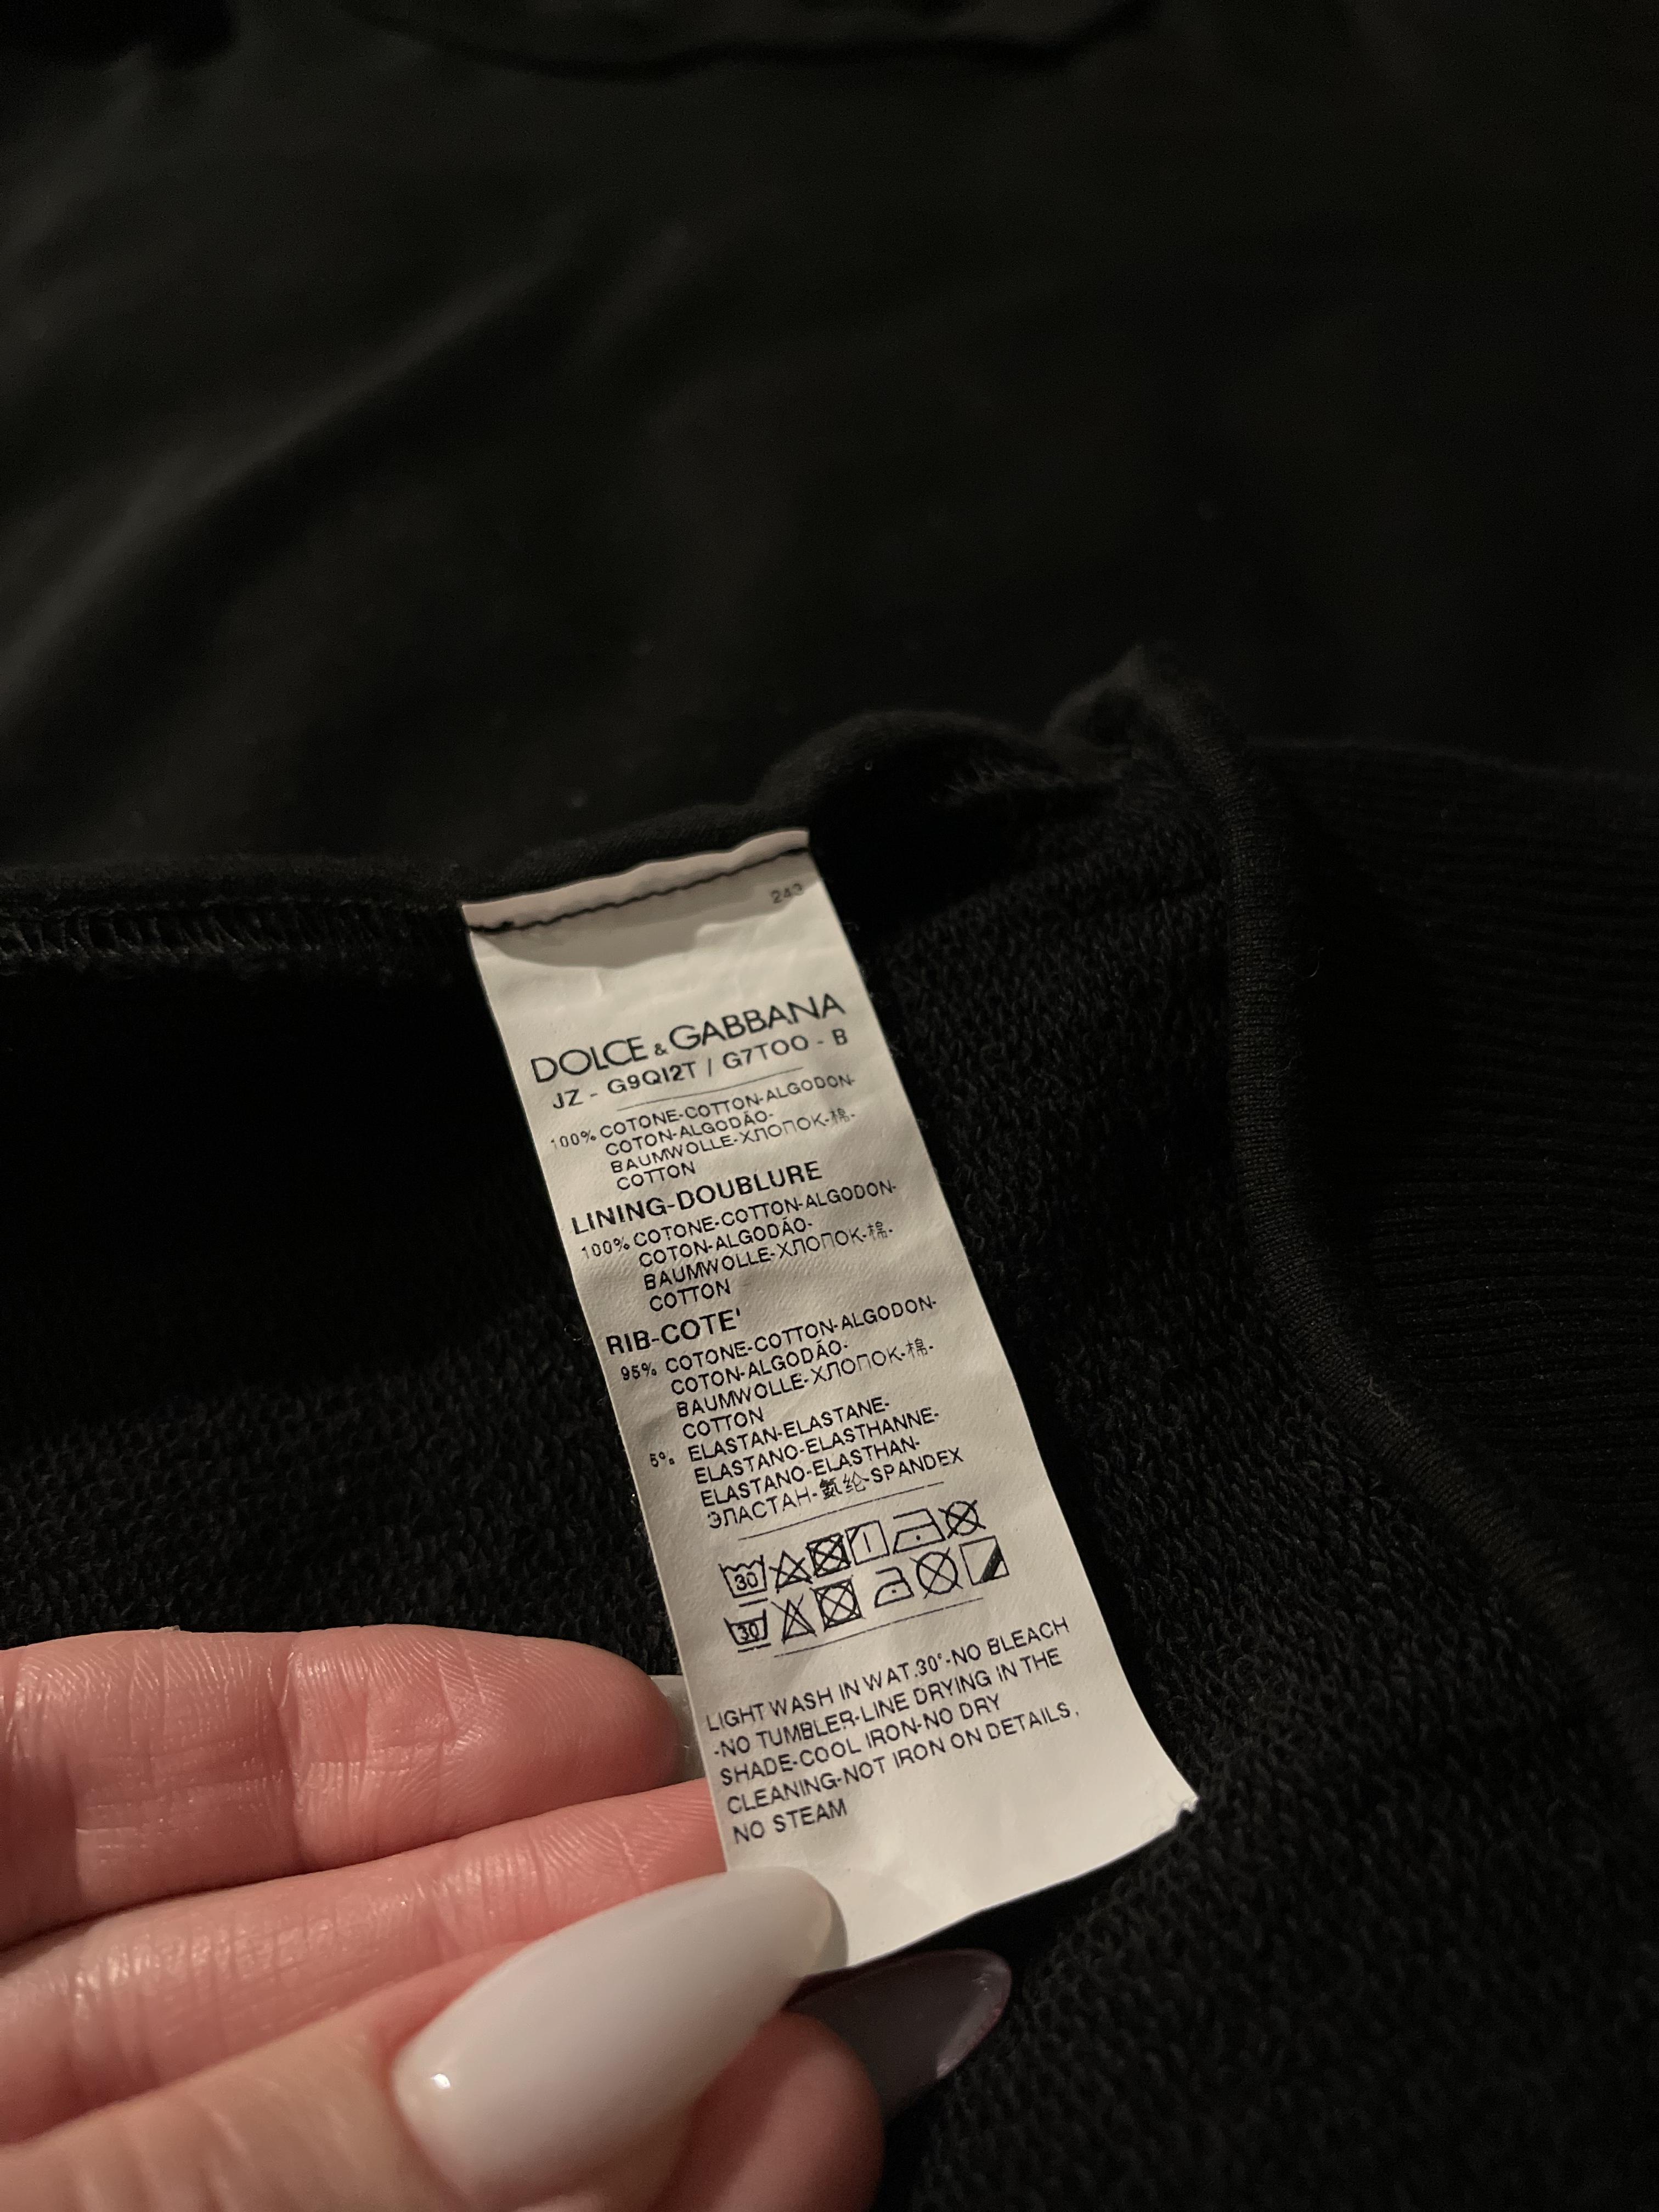 243
DOLCE & GABBANA
JZ - G9QI2T / G7TOO - B
100% COTONE-COTTON-ALGODON-
COTON-ALGODÃO-
BAUMWOLLE-ХЛОПОК-棉-
COTTON
LINING-DOUBLURE
100% COTONE-COTTON-ALGODON-
COTON-ALGODÃO-
BAUMWOLLE-ХЛОПОК-棉-
COTTON
RIB-COTE'
95% COTONE-COTTON-ALGODON-
COTON-ALGODÃO-
BAUMWOLLE-ХЛОПОК-棉-
COTTON
5% ELASTAN-ELASTANE-
ELASTANO-ELASTHANNE-
ELASTANO-ELASTHAN-
ЭЛАСТАН-氨纶-SPANDEX
30
30
LIGHT WASH IN WAT.30°-NO BLEACH
-NO TUMBLER-LINE DRYING IN THE
SHADE-COOL IRON-NO DRY
CLEANING-NOT IRON ON DETAILS,
NO STEAM